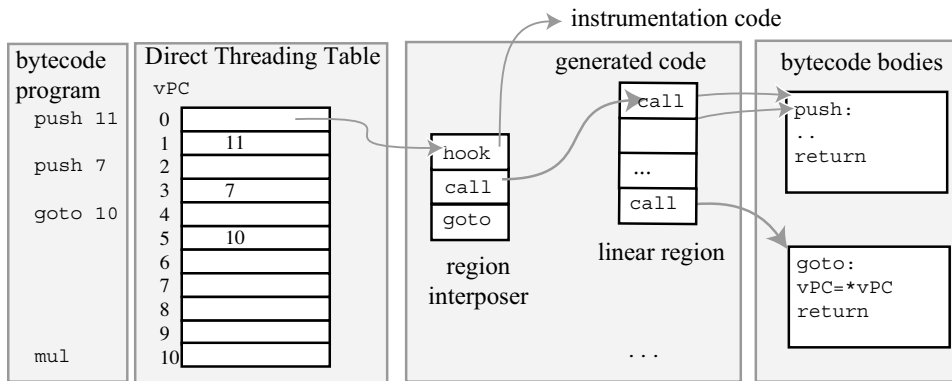 instrumentation code
bytecode
program
push 11
push 7
goto 10
mul
Direct Threading Table
vPC
0
1 11
2
3 7
4
5 10
6
7
8
9
10
generated code
hook
call
goto
region
interposer
call
...
call
linear region
. . .
bytecode bodies
push:
..
return
goto:
vPC=*vPC
return